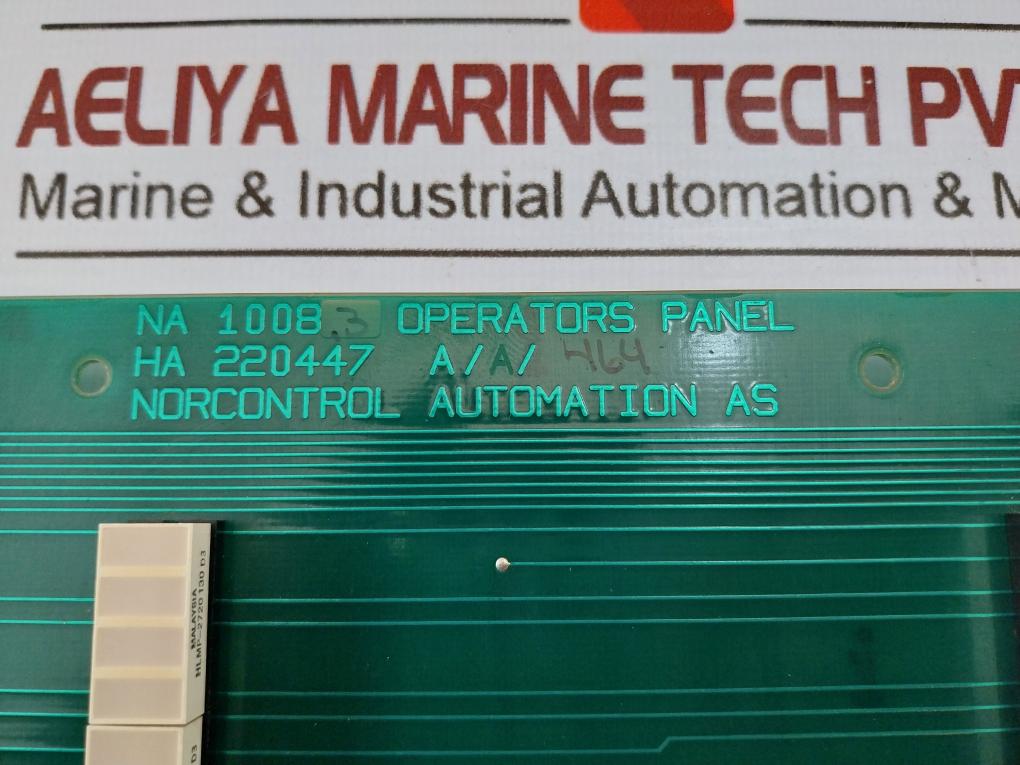 AELIYA MARINE TECH PV
Marine & Industrial Automation & M
NA 1008.3 OPERATORS PANEL
HA 220447 A/A/ 464
NORCONTROL AUTOMATION AS
MALAYSIA
HLMP-2720 130 D3
D3